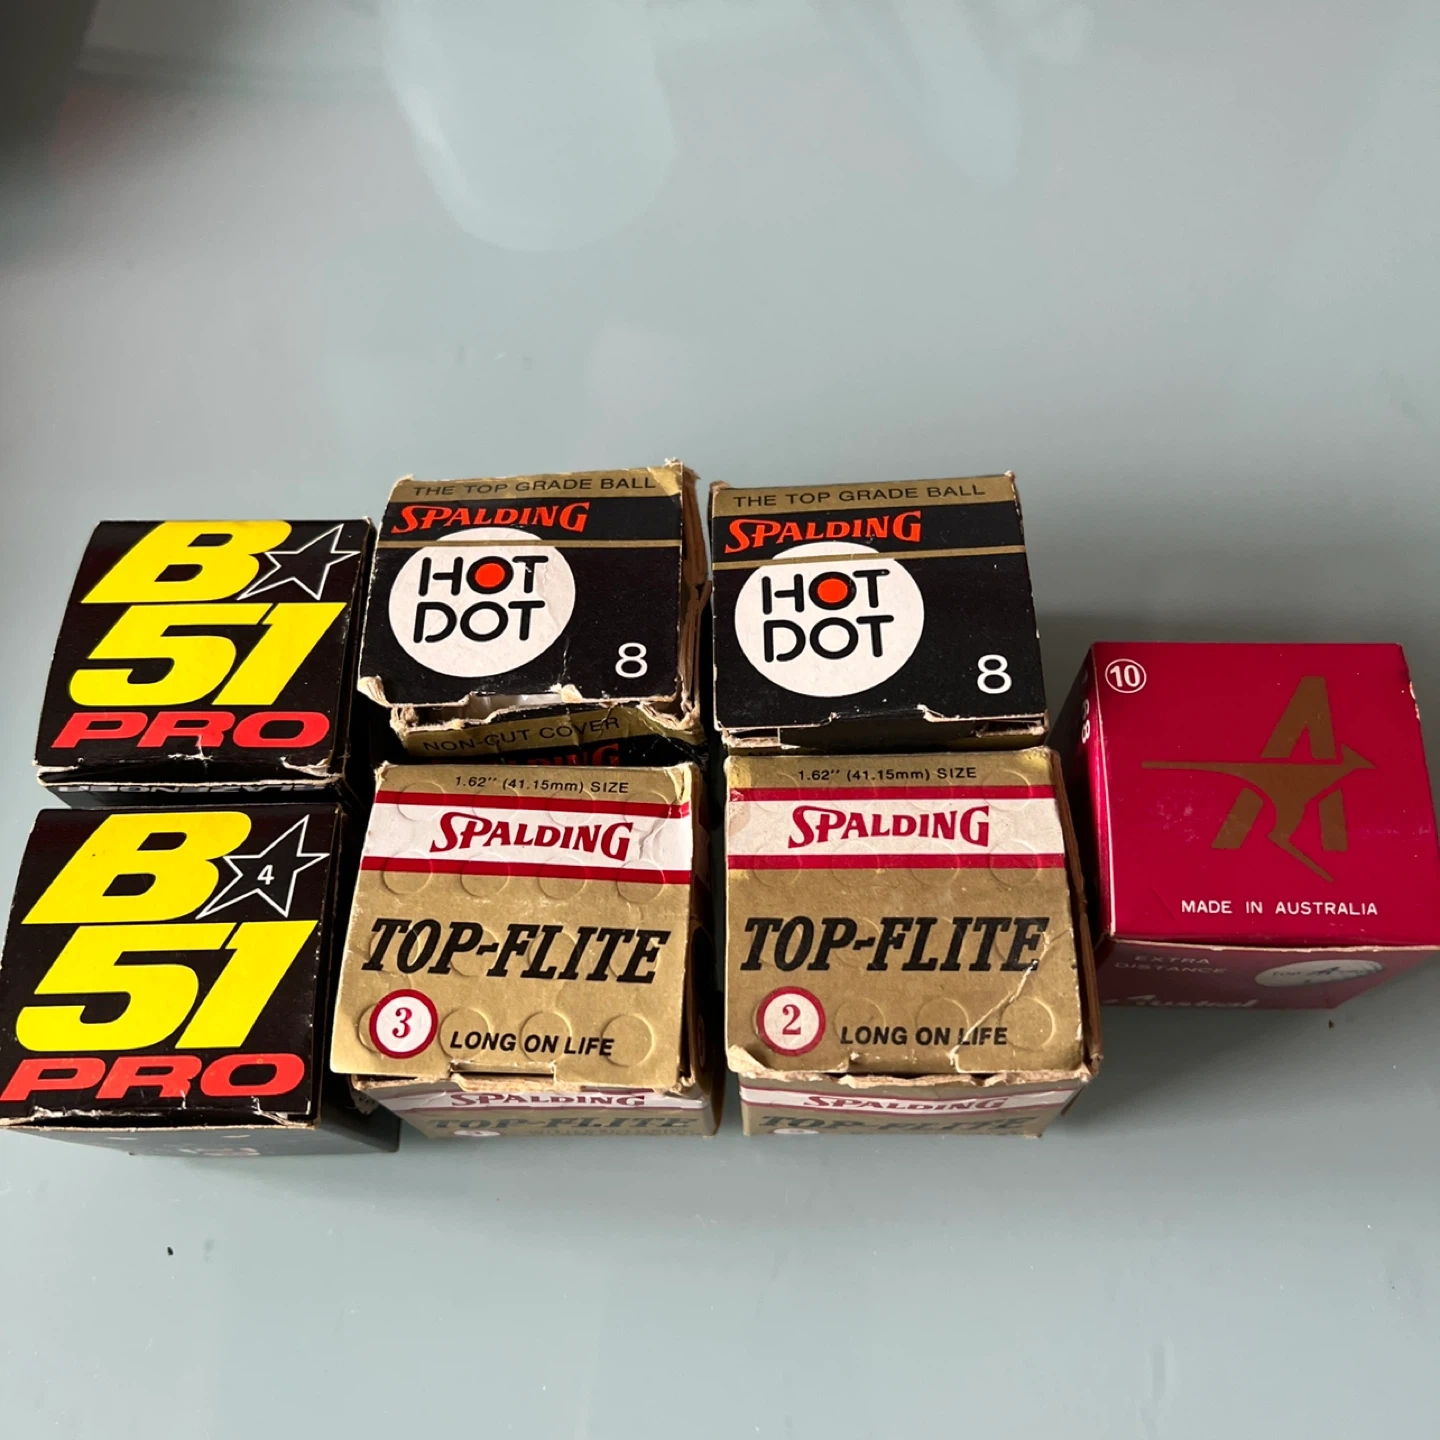 B
51
PRO
THE TOP GRADE BALL
SPALDING
HOT
DOT
8
NON-CUT COVER
THE TOP GRADE BALL
SPALDING
HOT
DOT
8
B 4
51
PRO
1.62" (41.15mm) SIZE
SPALDING
TOP-FLITE
3 LONG ON LIFE
SPALDING
TOP-FLITE
1.62" (41.15mm) SIZE
SPALDING
TOP-FLITE
2 LONG ON LIFE
SPALDING
TOP-FLITE
10
MADE IN AUSTRALIA
EXTRA
DISTANCE